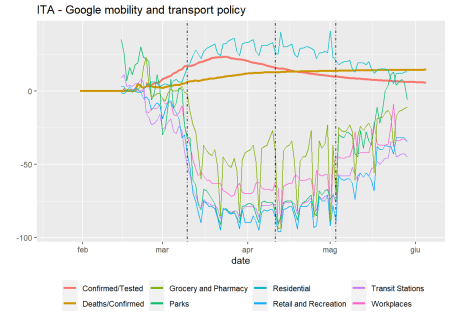 ITA - Google mobility and transport policy
0
-50
-100
feb mar apr mag giu
date
Confirmed/Tested Grocery and Pharmacy Residential Transit Stations
Deaths/Confirmed Parks Retail and Recreation Workplaces